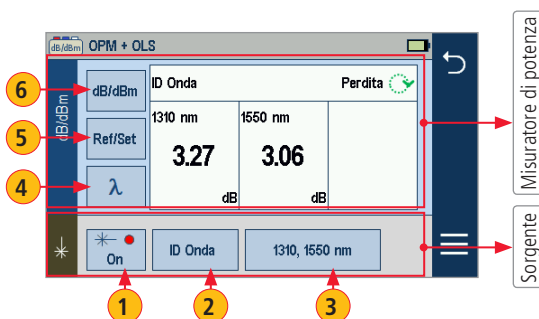 dB/dBm OPM + OLS
dB/dBm
6 dB/dBm
5 Ref/Set
4 λ
ID Onda Perdita
1310 nm 1550 nm
3.27 3.06
dB dB
Misuratore di potenza
On ID Onda 1310, 1550 nm
Sorgente
1 2 3